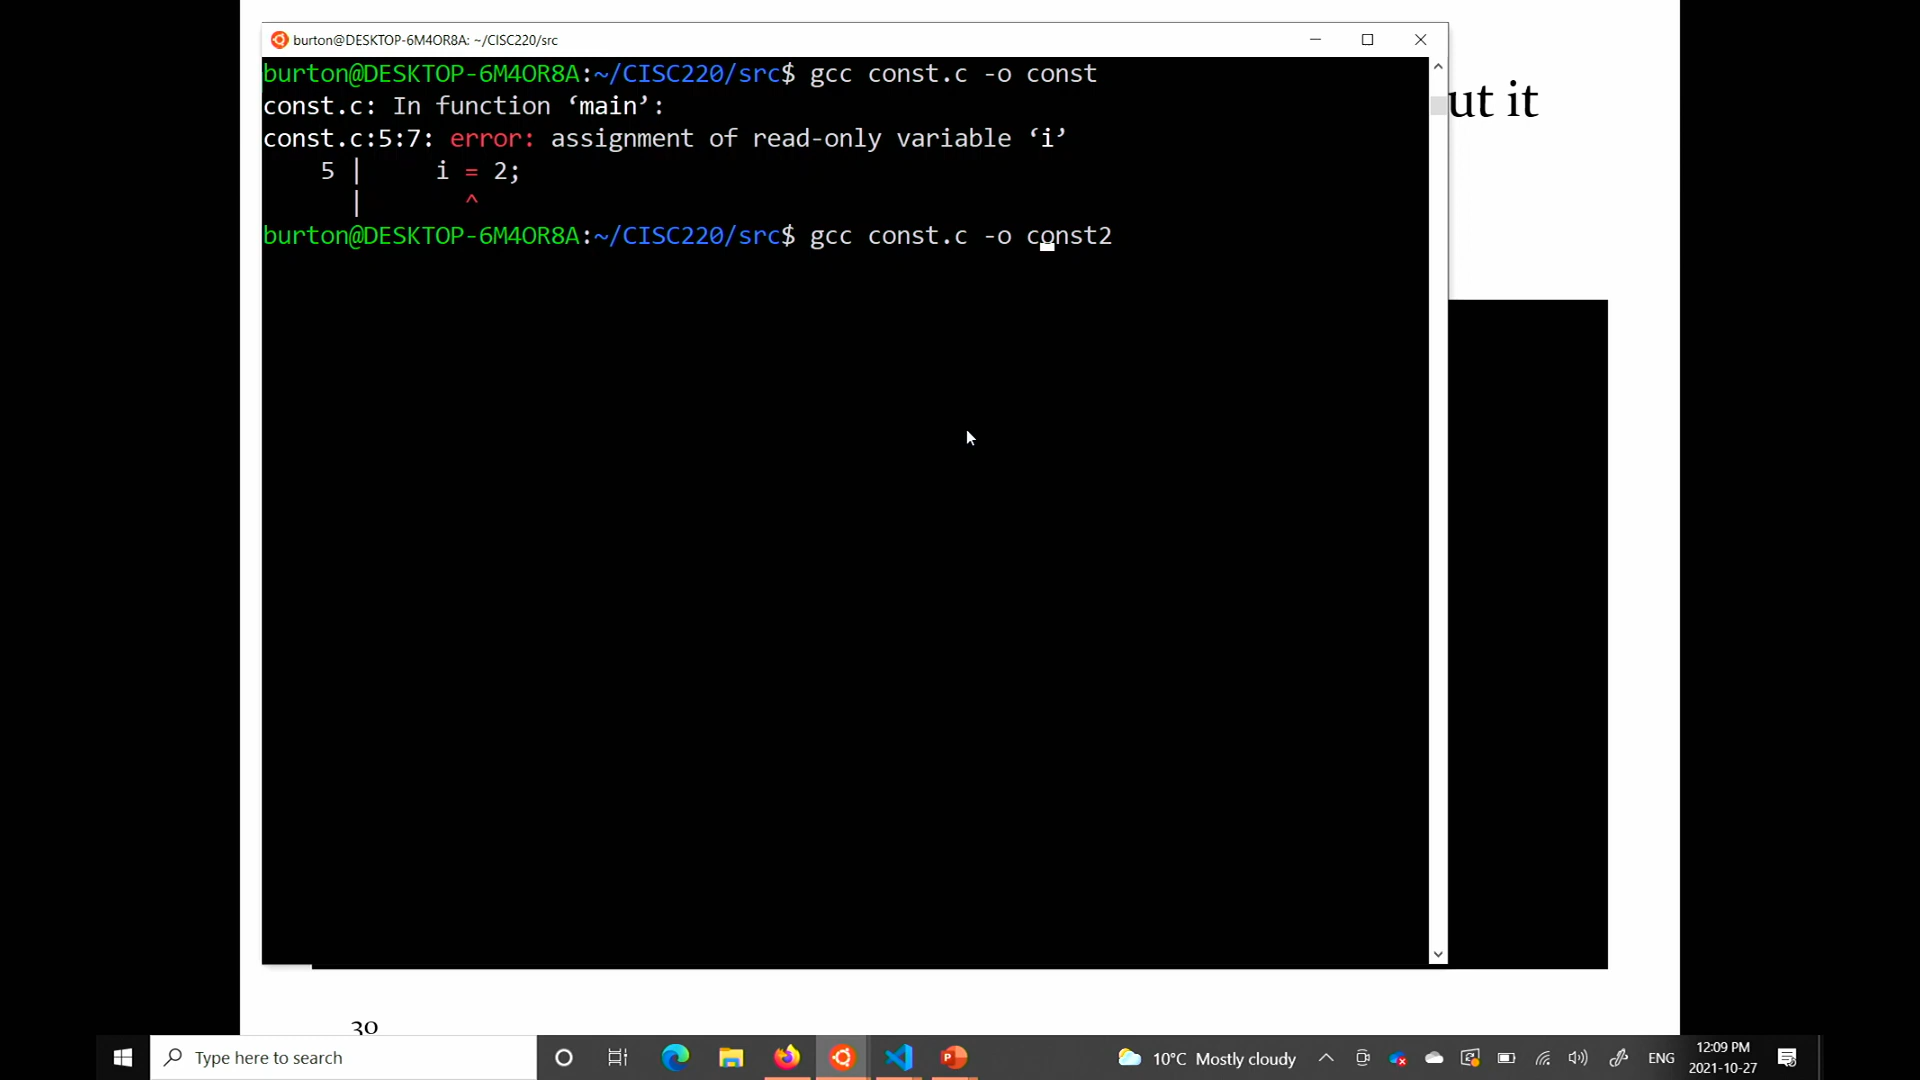 burton@DESKTOP-6M4OR8A: ~/CISC220/src
burton@DESKTOP-6M4OR8A:~/CISC220/src$ gcc const.c -o const
const.c: In function ‘main’:
const.c:5:7: error: assignment of read-only variable ‘i’
5 | i = 2;
| ^
burton@DESKTOP-6M4OR8A:~/CISC220/src$ gcc const.c -o const2
ut it
30
Type here to search
10°C Mostly cloudy
ENG
12:09 PM
2021-10-27